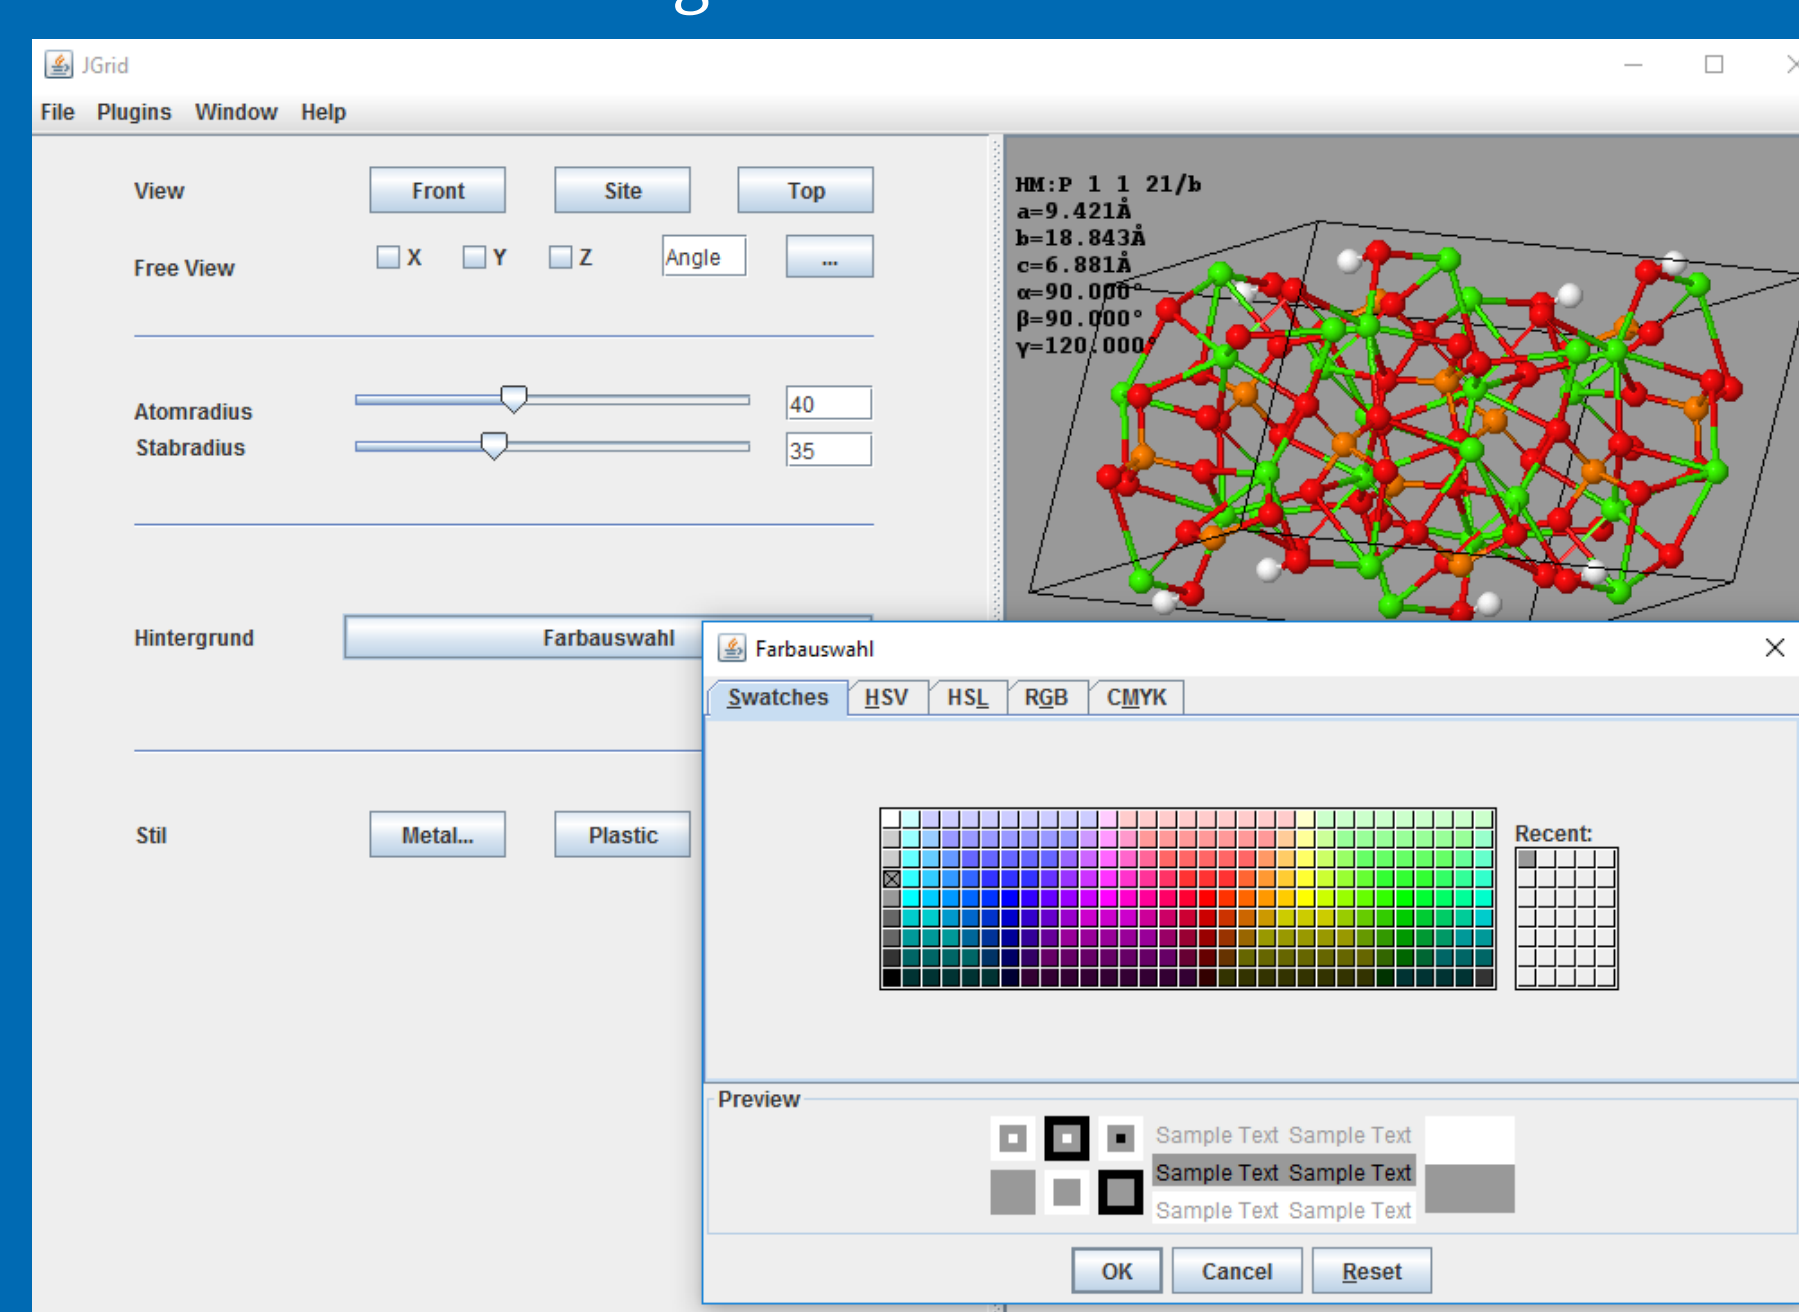 g
JGrid
File Plugins Window Help
View Front Site Top
Free View X Y Z Angle ...
Atomradius 40
Stabradius 35
Hintergrund Farbauswahl
Stil Metal... Plastic
HM:P 1 1 21/b
a=9.421Å
b=18.843Å
c=6.881Å
α=90.000°
β=90.000°
γ=120.000°
Farbauswahl
Swatches HSV HSL RGB CMYK
Recent:
Preview
Sample Text Sample Text
Sample Text Sample Text
Sample Text Sample Text
OK Cancel Reset